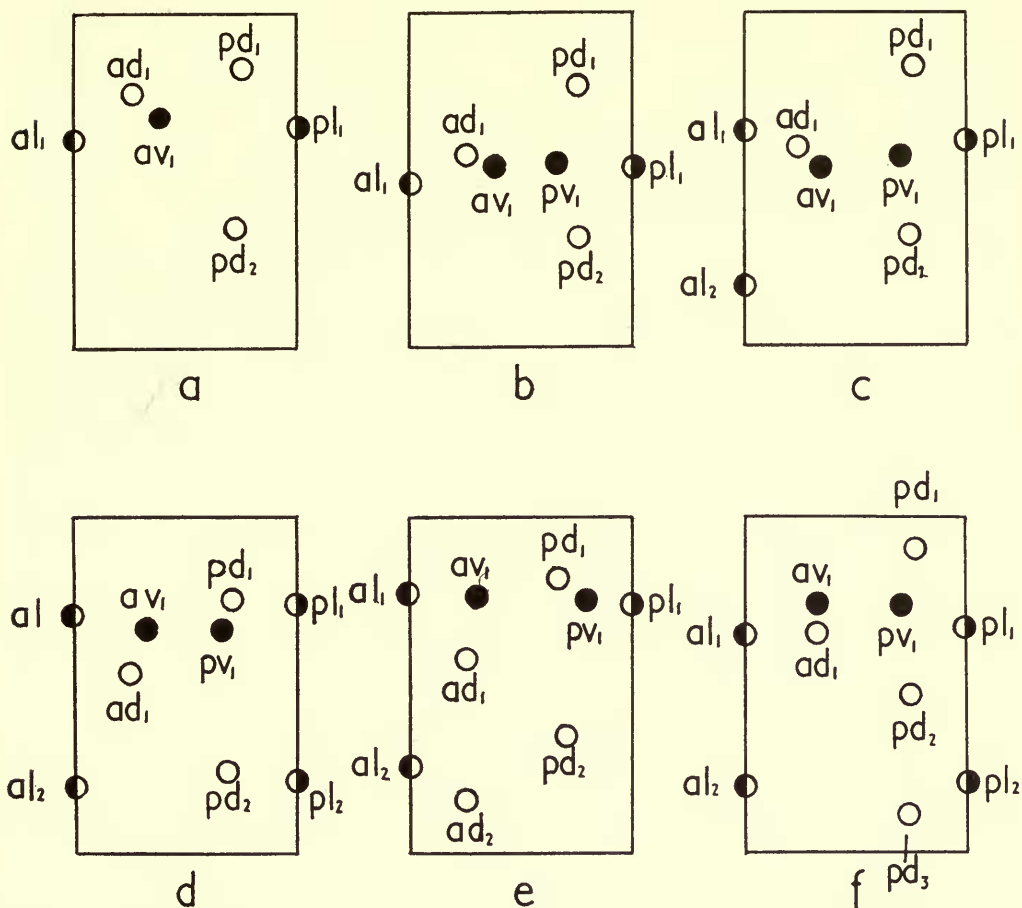 pd₁
ad₁
al₁
av₁
pl₁
pd₂
a
pd₁
ad₁
al₁
av₁
pv₁
pl₁
pd₂
b
pd₁
ad₁
al₁
av₁
pv₁
pl₁
pd₂
al₂
c
pd₁
av₁
al
pl₁
pv₁
ad₁
al₂
pd₂
pl₂
d
pd₁
av₁
al₁
pl₁
pv₁
ad₁
pd₂
al₂
ad₂
e
pd₁
av₁
al₁
pv₁
pl₁
ad₁
pd₂
al₂
pl₂
pd₃
f